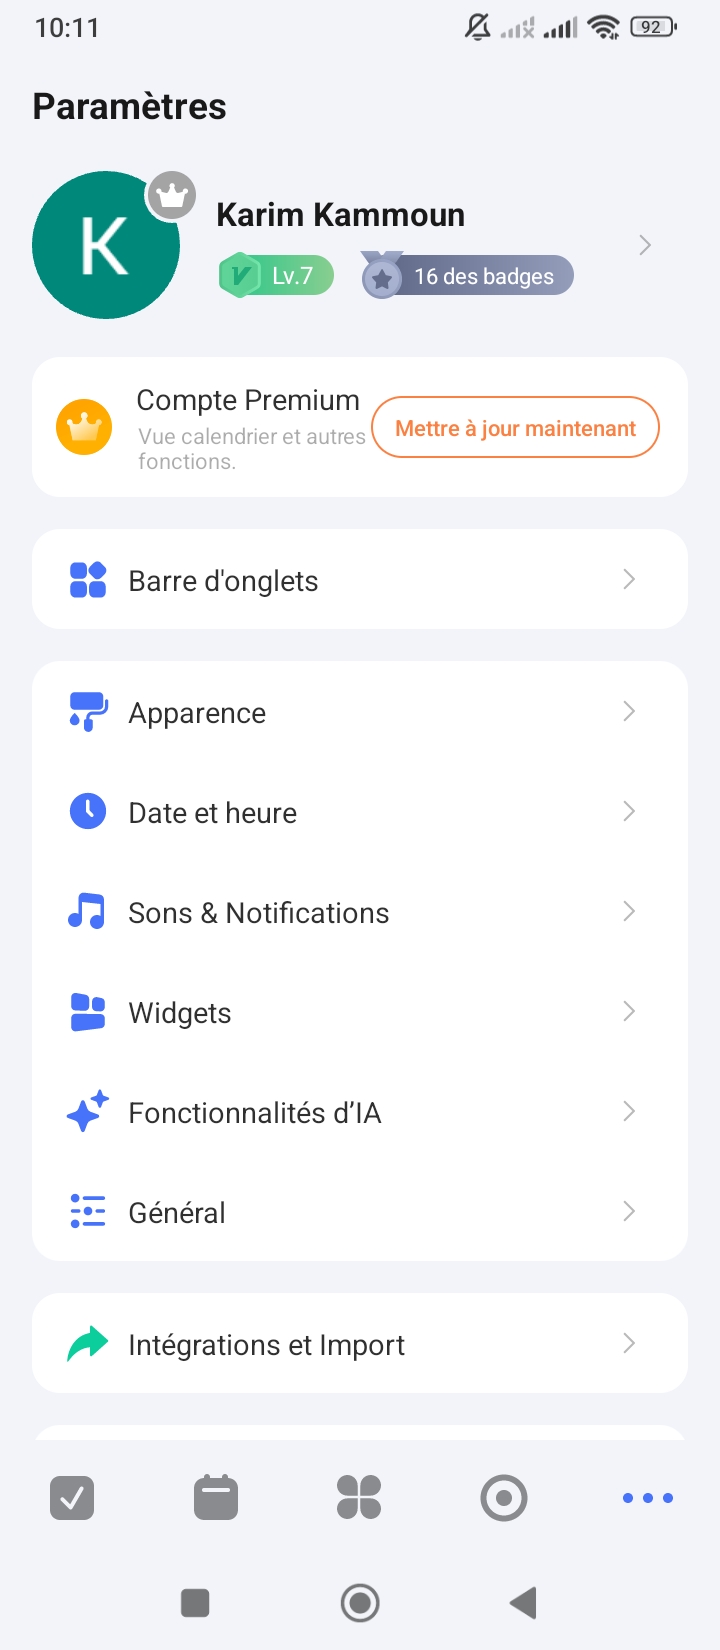 10:11
92
Paramètres
K
Karim Kammoun
Lv.7
16 des badges
Compte Premium
Vue calendrier et autres
fonctions.
Mettre à jour maintenant
Barre d'onglets
Apparence
Date et heure
Sons & Notifications
Widgets
Fonctionnalités d’IA
Général
Intégrations et Import